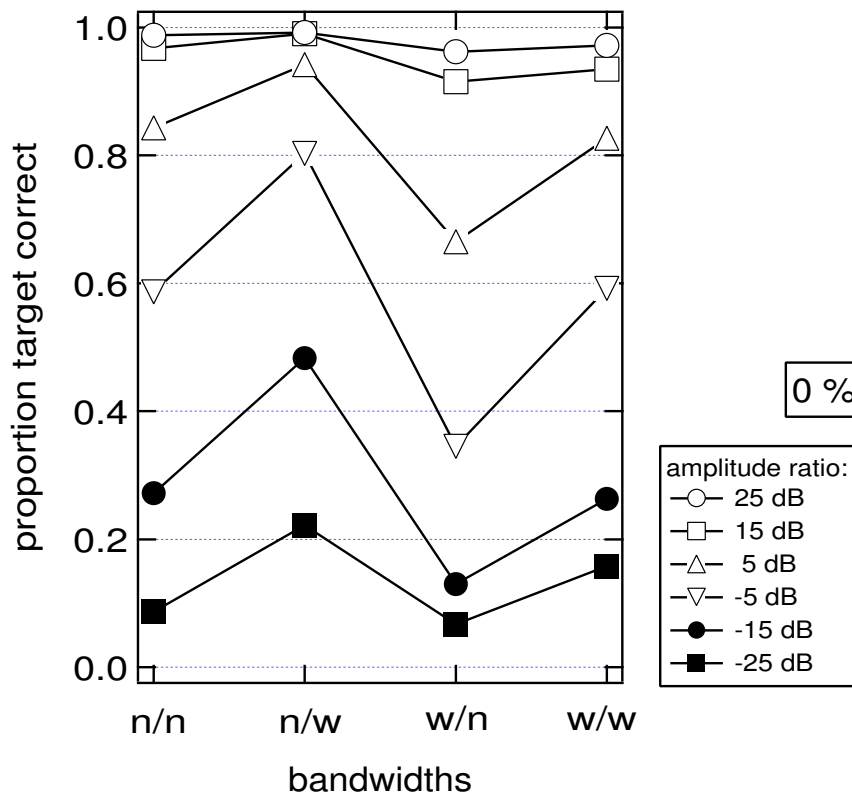 proportion target correct
1.0
0.8
0.6
0.4
0.2
0.0
n/n n/w w/n w/w
bandwidths
0 %
amplitude ratio:
25 dB
15 dB
5 dB
-5 dB
-15 dB
-25 dB